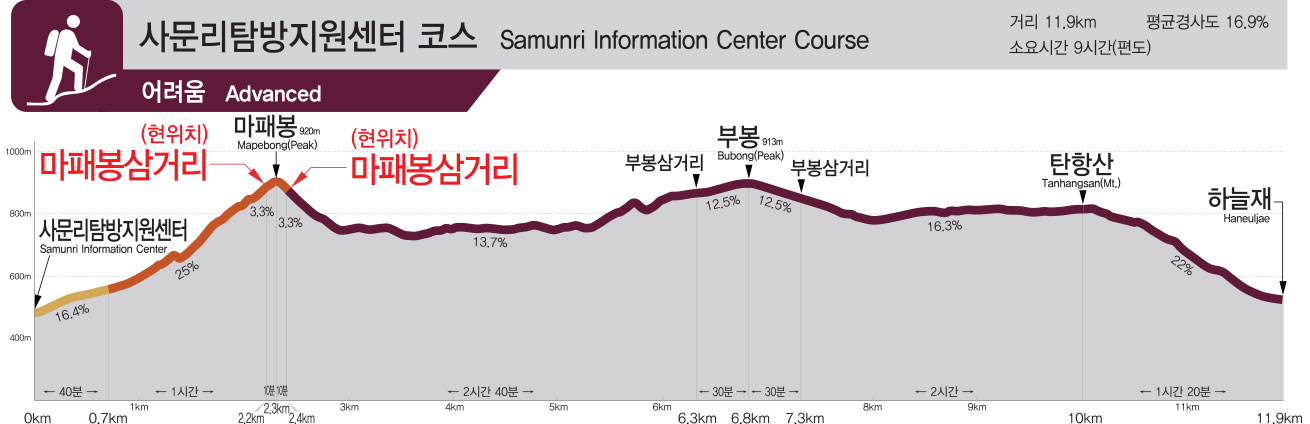 사문리탐방지원센터 코스 Samunri Information Center Course
거리 11.9km 평균경사도 16.9%
소요시간 9시간(편도)
어려움 Advanced
(현위치)
마패봉삼거리
마패봉 920m
Mapebong(Peak)
(현위치)
마패봉삼거리
부봉삼거리
부봉 913m
Bubong(Peak)
부봉삼거리
탄항산
Tanhangsan(Mt.)
하늘재
Haneuljae
사문리탐방지원센터
Samunri Information Center
1000m
800m
600m
400m
16.4%
25%
3.3%
3.3%
13.7%
12.5%
12.5%
16.3%
22%
← 40분 →
← 1시간 →
10분
10분
← 2시간 40분 →
← 30분 →
← 30분 →
← 2시간 →
← 1시간 20분 →
0km
0.7km
1km
2.2km
2.3km
2.4km
3km
4km
5km
6km
6.3km
6.8km
7.3km
8km
9km
10km
11km
11.9km